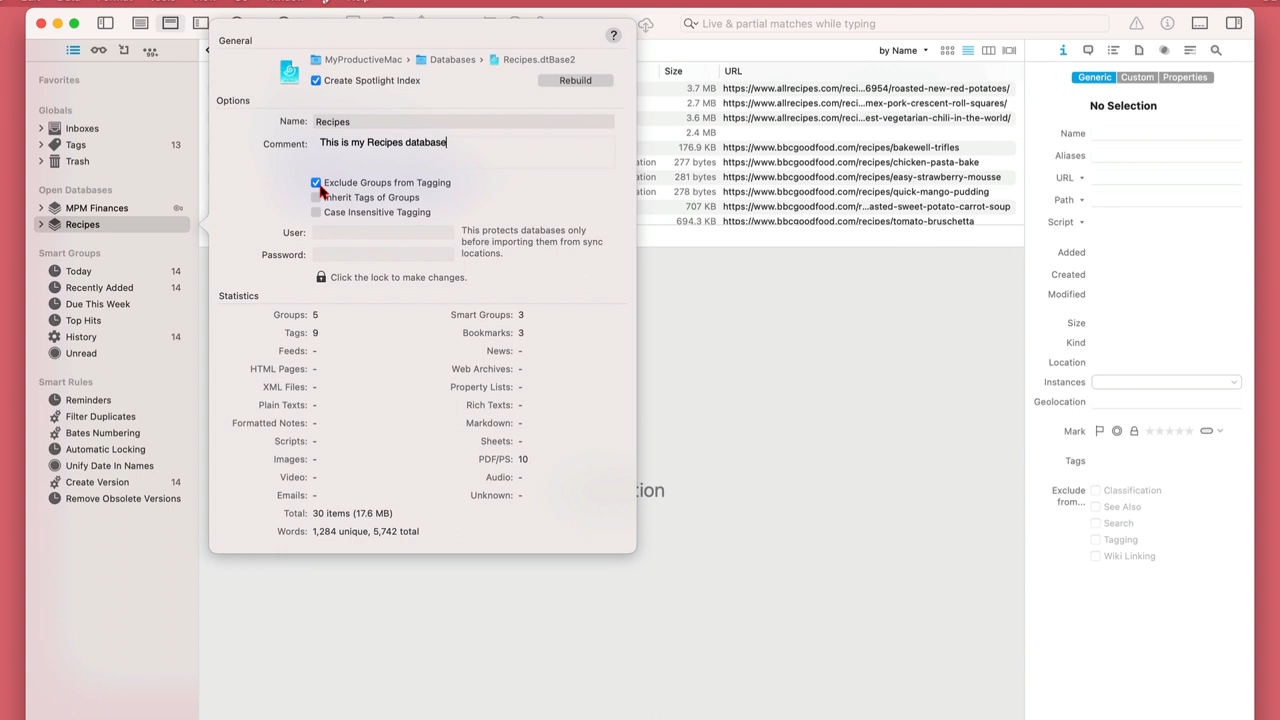 Live & partial matches while typing
Favorites
Globals
Inboxes
Tags 13
Trash
Open Databases
MPM Finances
Recipes
Smart Groups
Today 14
Recently Added 14
Due This Week
Top Hits
History 14
Unread
Smart Rules
Reminders
Filter Duplicates
Bates Numbering
Automatic Locking
Unify Date In Names
Create Version 14
Remove Obsolete Versions
General
?
MyProductiveMac › Databases › Recipes.dtBase2
Create Spotlight Index Rebuild
Options
Name: Recipes
Comment: This is my Recipes database
Exclude Groups from Tagging
Inherit Tags of Groups
Case Insensitive Tagging
User:
Password:
This protects databases only
before importing them from sync
locations.
Click the lock to make changes.
Statistics
Groups: 5 Smart Groups: 3
Tags: 9 Bookmarks: 3
Feeds: - News: -
HTML Pages: - Web Archives: -
XML Files: - Property Lists: -
Plain Texts: - Rich Texts: -
Formatted Notes: - Markdown: -
Scripts: - Sheets: -
Images: - PDF/PS: 10
Video: - Audio: -
Emails: - Unknown: -
Total: 30 items (17.6 MB)
Words: 1,284 unique, 5,742 total
by Name
Size URL
3.7 MB https://www.allrecipes.com/reci...6954/roasted-new-red-potatoes/
2.7 MB https://www.allrecipes.com/reci...mex-pork-crescent-roll-squares/
3.6 MB https://www.allrecipes.com/reci...est-vegetarian-chili-in-the-world/
2.4 MB
176.9 KB https://www.bbcgoodfood.com/recipes/bakewell-trifles
277 bytes https://www.bbcgoodfood.com/recipes/chicken-pasta-bake
281 bytes https://www.bbcgoodfood.com/recipes/easy-strawberry-mousse
278 bytes https://www.bbcgoodfood.com/recipes/quick-mango-pudding
707 KB https://www.bbcgoodfood.com/reci...asted-sweet-potato-carrot-soup
694.3 KB https://www.bbcgoodfood.com/recipes/tomato-bruschetta
Generic Custom Properties
No Selection
Name
Aliases
URL
Path
Script
Added
Created
Modified
Size
Kind
Location
Instances
Geolocation
Mark
Tags
Exclude
from...
Classification
See Also
Search
Tagging
Wiki Linking